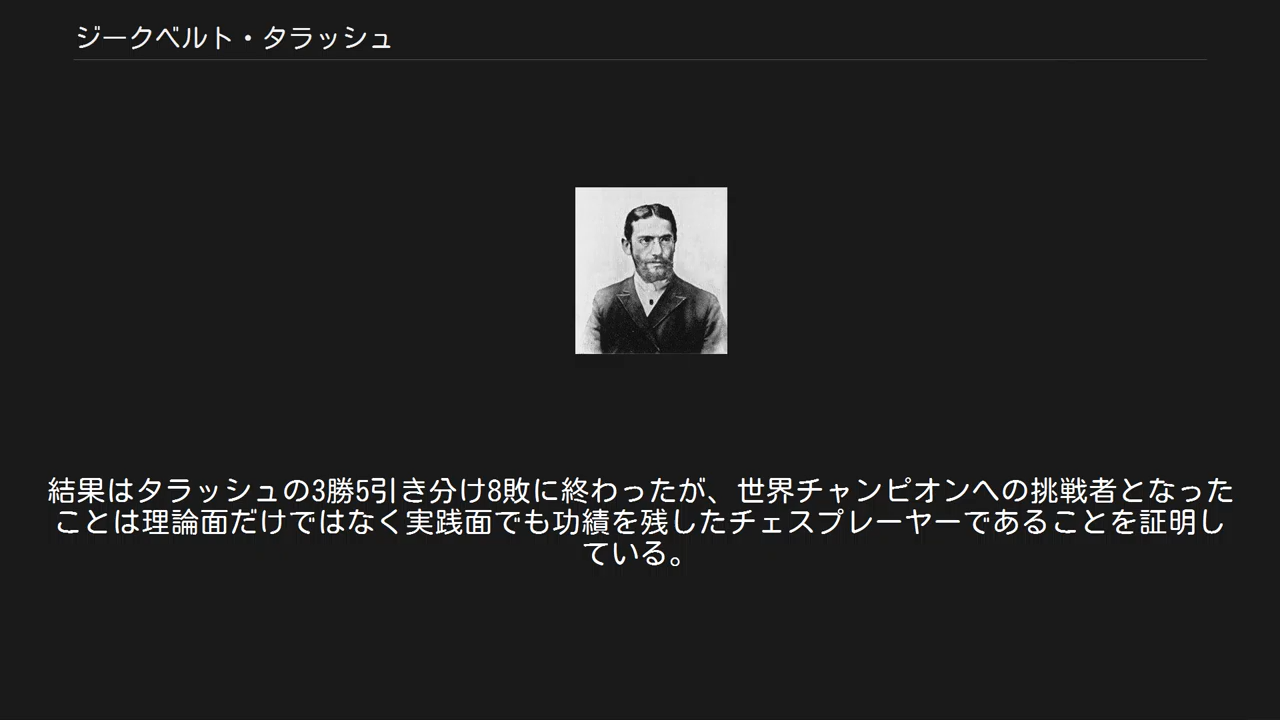 ジークベルト・タラッシュ
結果はタラッシュの3勝5引き分け8敗に終わったが、世界チャンピオンへの挑戦者となった
ことは理論面だけではなく実践面でも功績を残したチェスプレーヤーであることを証明し
ている。